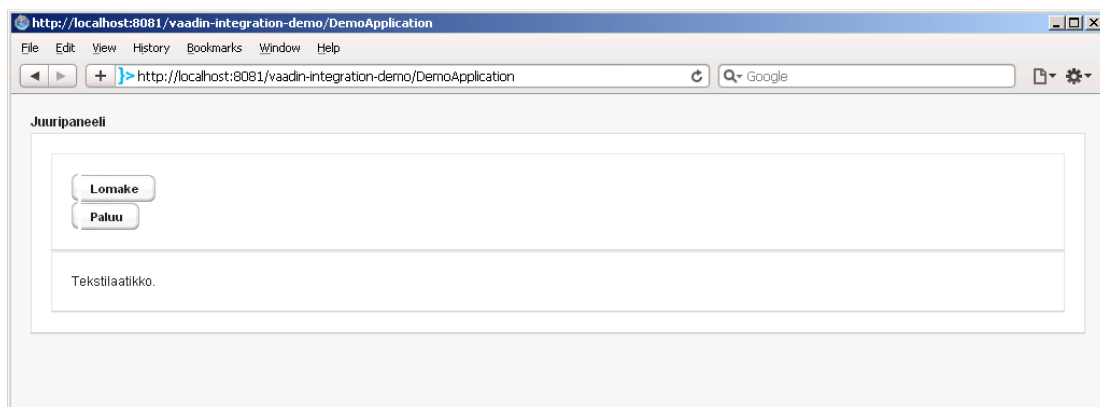 http://localhost:8081/vaadin-integration-demo/DemoApplication
File Edit View History Bookmarks Window Help
http://localhost:8081/vaadin-integration-demo/DemoApplication Google
Juuripaneeli
Lomake
Paluu
Tekstilaatikko.